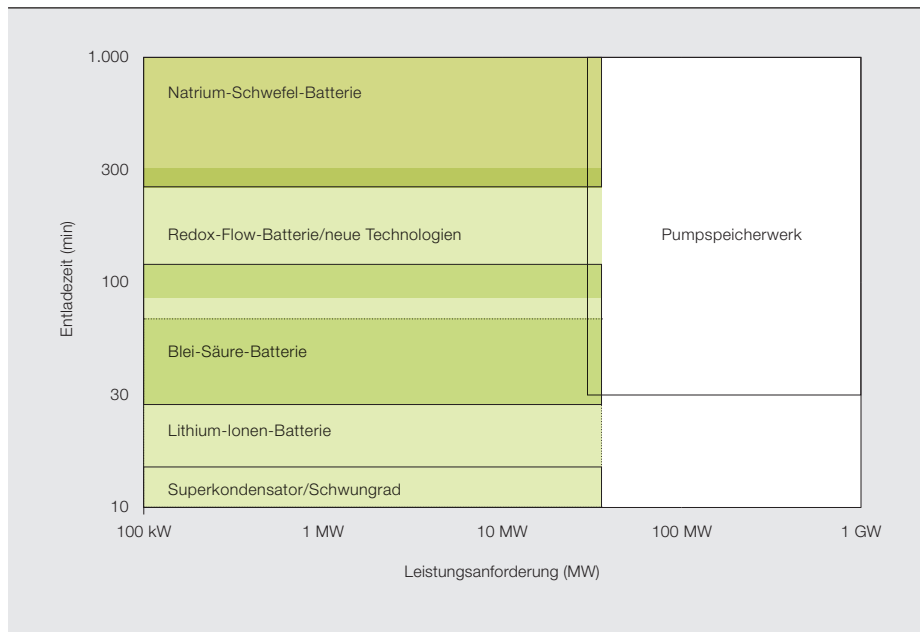 1.000
Natrium-Schwefel-Batterie
300
Redox-Flow-Batterie/neue Technologien
Pumpspeicherwerk
Entladezeit (min)
100
Blei-Säure-Batterie
30
Lithium-Ionen-Batterie
Superkondensator/Schwungrad
10
100 kW
1 MW
10 MW
100 MW
1 GW
Leistungsanforderung (MW)